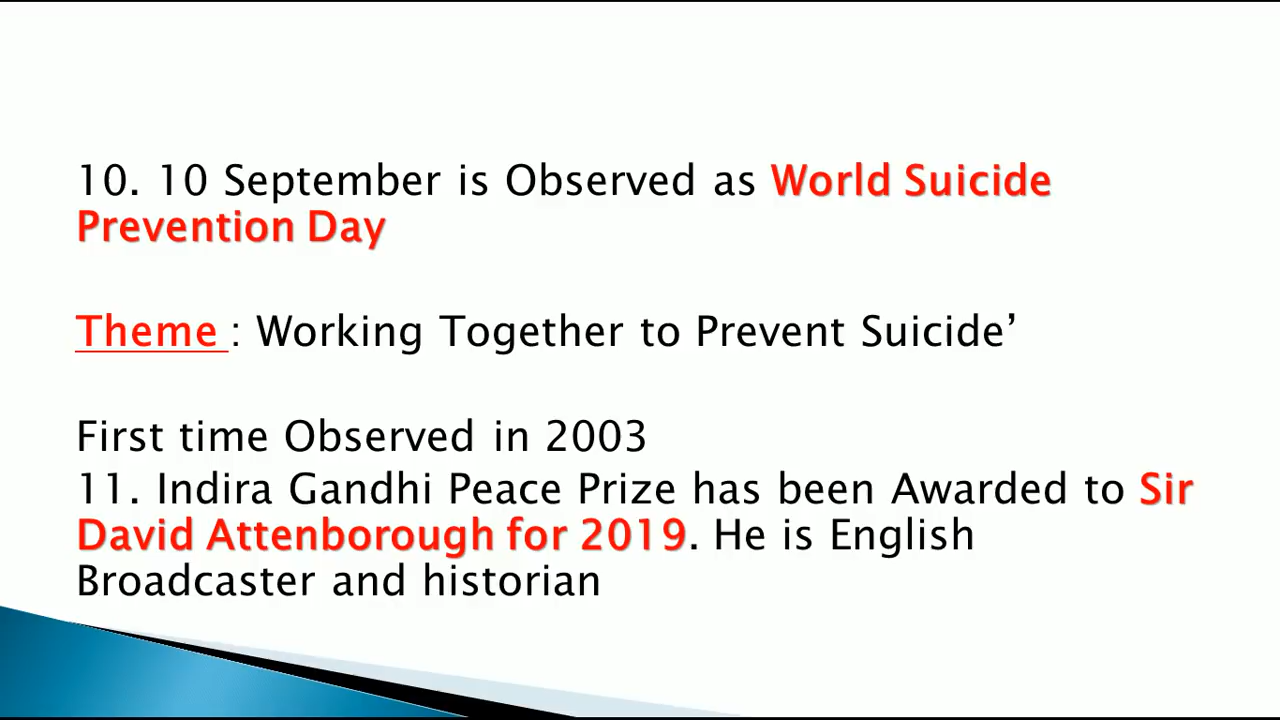 10. 10 September is Observed as World Suicide
Prevention Day
Theme : Working Together to Prevent Suicide’
First time Observed in 2003
11. Indira Gandhi Peace Prize has been Awarded to Sir
David Attenborough for 2019. He is English
Broadcaster and historian